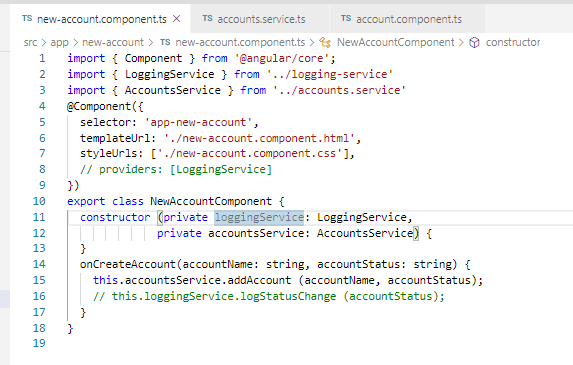 new-account.component.ts × accounts.service.ts account.component.ts
src > app > new-account > new-account.component.ts > NewAccountComponent > constructor
1 import { Component } from '@angular/core';
2 import { LoggingService } from '../logging-service'
3 import { AccountsService } from '../accounts.service'
4 @Component({
5 selector: 'app-new-account',
6 templateUrl: './new-account.component.html',
7 styleUrls: ['./new-account.component.css'],
8 // providers: [LoggingService]
9 })
10 export class NewAccountComponent {
11 constructor (private loggingService: LoggingService,
12 private accountsService: AccountsService) {
13 }
14 onCreateAccount(accountName: string, accountStatus: string) {
15 this.accountsService.addAccount (accountName, accountStatus);
16 // this.loggingService.logStatusChange (accountStatus);
17 }
18 }
19